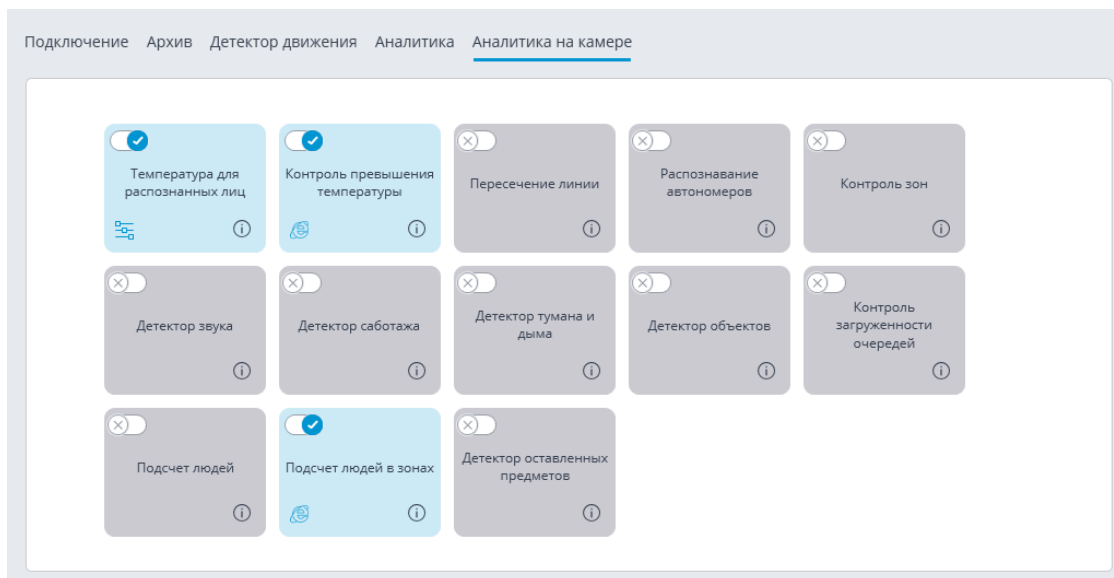 Подключение Архив Детектор движения Аналитика Аналитика на камере
Температура для
распознанных лиц
Контроль превышения
температуры
Пересечение линии
Распознавание
автономеров
Контроль зон
Детектор звука
Детектор саботажа
Детектор тумана и
дыма
Детектор объектов
Контроль
загруженности
очередей
Подсчет людей
Подсчет людей в зонах
Детектор оставленных
предметов